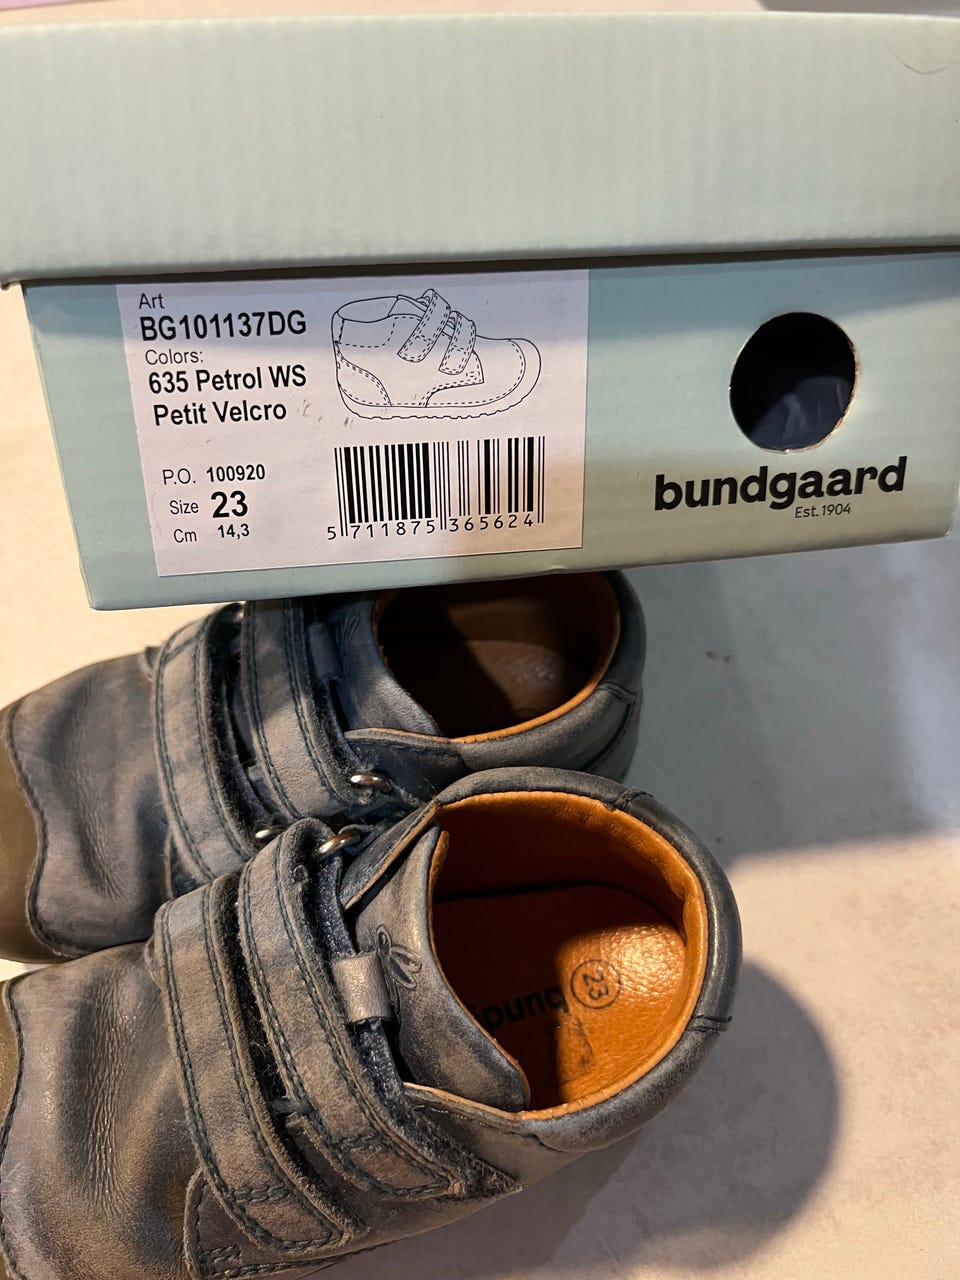 Art
BG101137DG
Colors:
635 Petrol WS
Petit Velcro
P.O. 100920
Size 23
Cm 14,3
5 711875 365624
bundgaard
Est. 1904
23